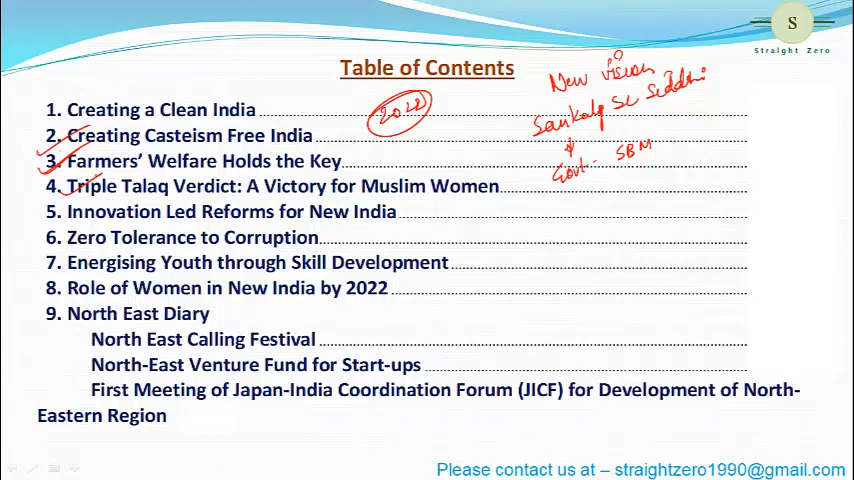 S
Straight Zero
Table of Contents
New vision
Sankalp se Siddhi
2022
Govt. SBM
1. Creating a Clean India
2. Creating Casteism Free India
3. Farmers’ Welfare Holds the Key
4. Triple Talaq Verdict: A Victory for Muslim Women
5. Innovation Led Reforms for New India
6. Zero Tolerance to Corruption
7. Energising Youth through Skill Development
8. Role of Women in New India by 2022
9. North East Diary
North East Calling Festival
North-East Venture Fund for Start-ups
First Meeting of Japan-India Coordination Forum (JICF) for Development of North-
Eastern Region
Please contact us at – straightzero1990@gmail.com